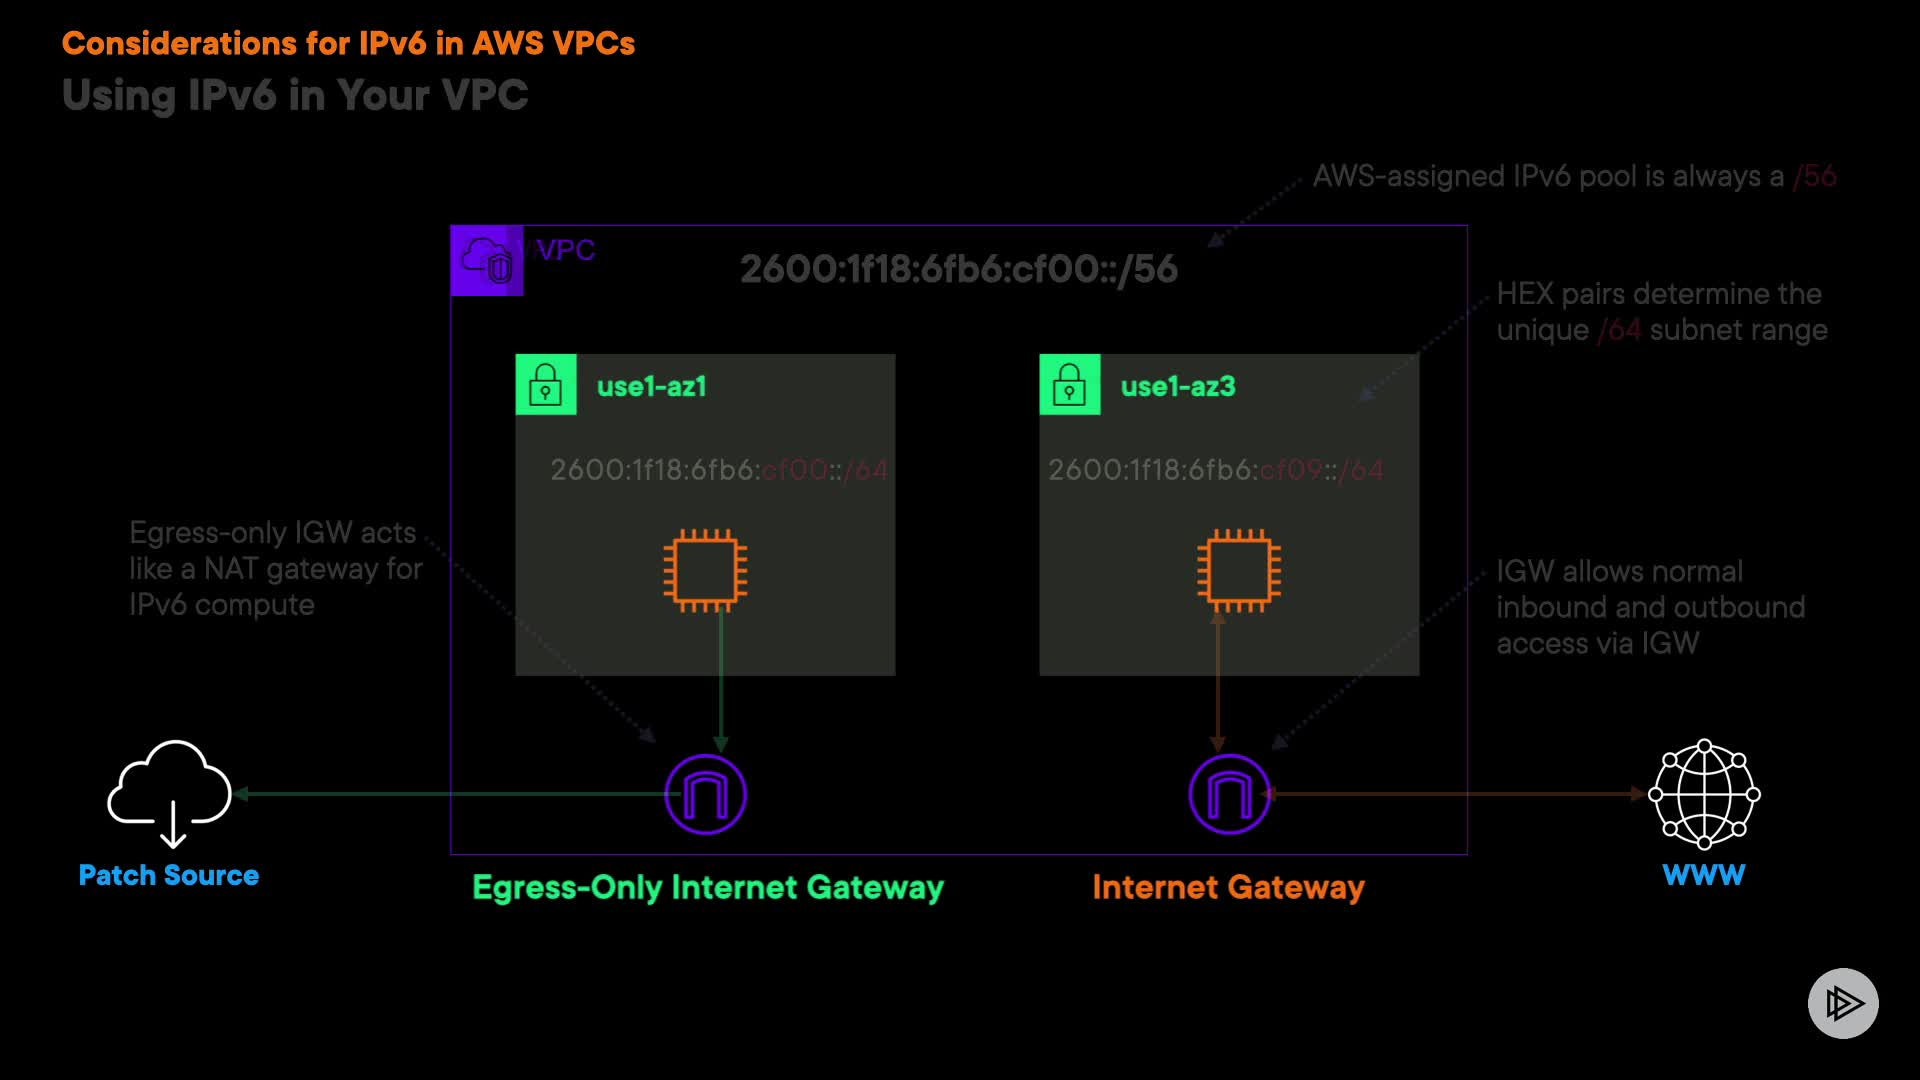 Considerations for IPv6 in AWS VPCs
Using IPv6 in Your VPC
AWS-assigned IPv6 pool is always a /56
VPC
2600:1f18:6fb6:cf00::/56
HEX pairs determine the
unique /64 subnet range
use1-az1
use1-az3
2600:1f18:6fb6:cf00::/64
2600:1f18:6fb6:cf09::/64
Egress-only IGW acts
like a NAT gateway for
IPv6 compute
IGW allows normal
inbound and outbound
access via IGW
Patch Source
WWW
Egress-Only Internet Gateway
Internet Gateway